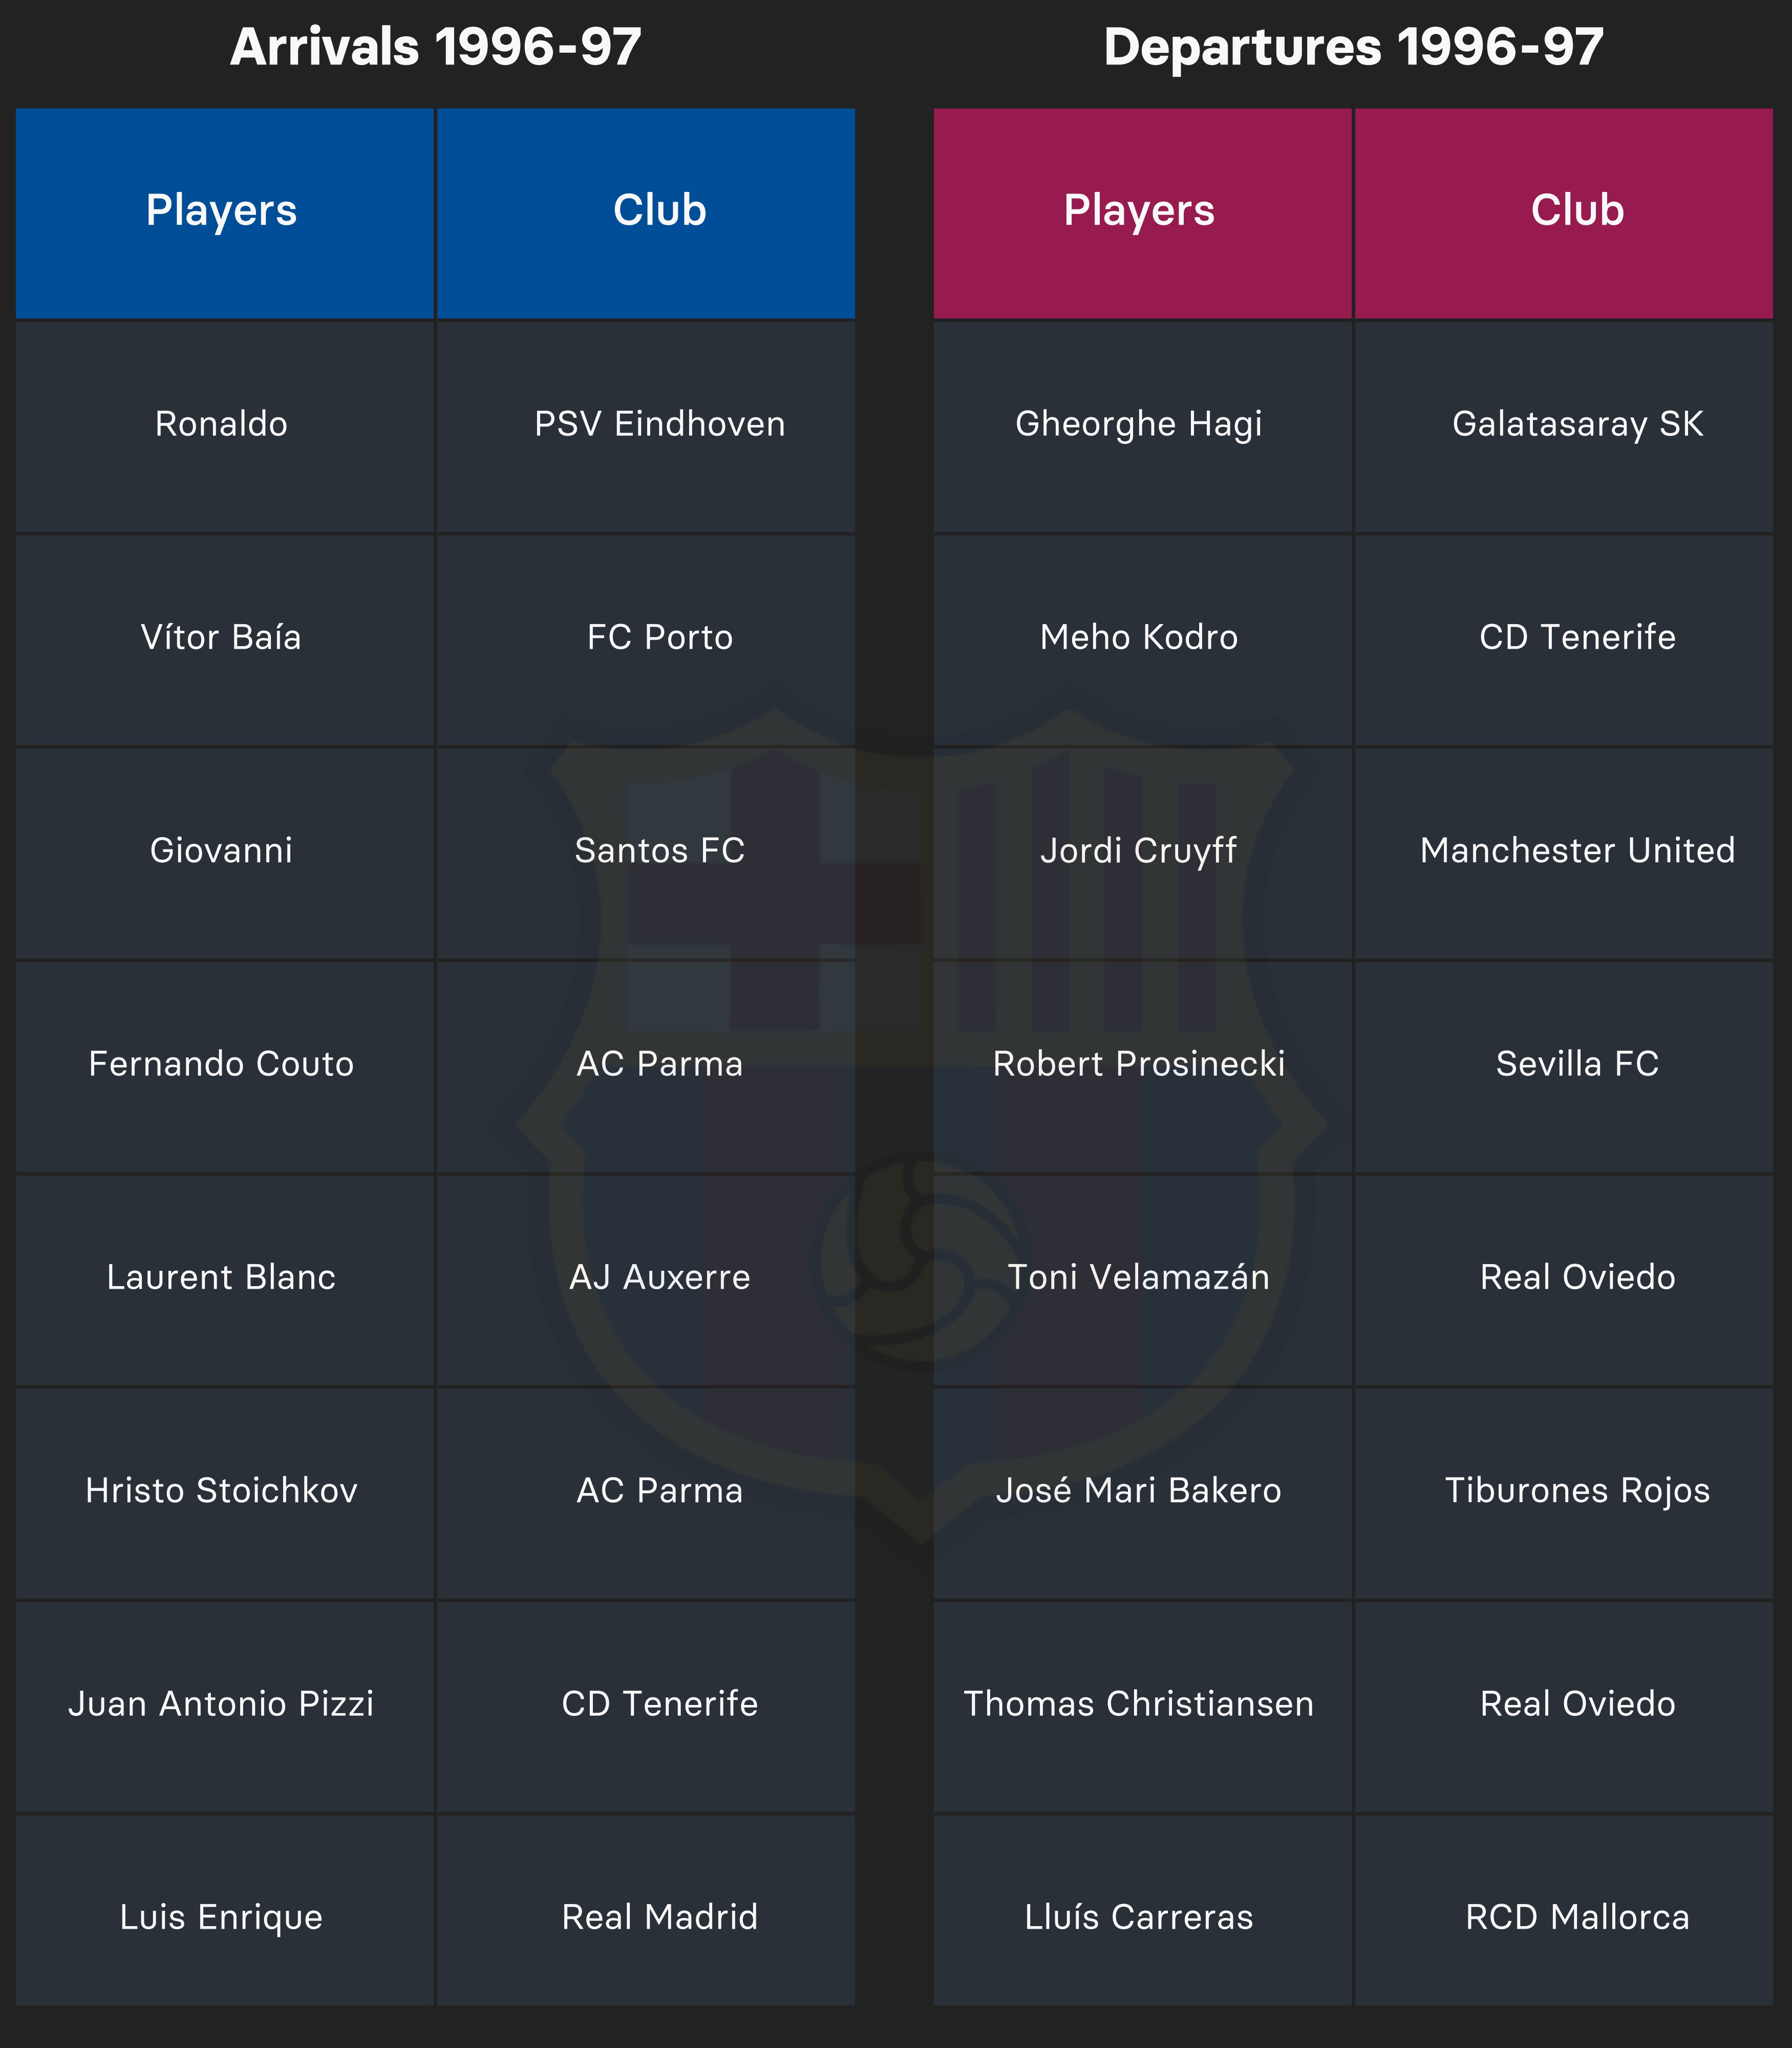 Arrivals 1996-97
Players Club
Ronaldo PSV Eindhoven
Vítor Baía FC Porto
Giovanni Santos FC
Fernando Couto AC Parma
Laurent Blanc AJ Auxerre
Hristo Stoichkov AC Parma
Juan Antonio Pizzi CD Tenerife
Luis Enrique Real Madrid
Departures 1996-97
Players Club
Gheorghe Hagi Galatasaray SK
Meho Kodro CD Tenerife
Jordi Cruyff Manchester United
Robert Prosinecki Sevilla FC
Toni Velamazán Real Oviedo
José Mari Bakero Tiburones Rojos
Thomas Christiansen Real Oviedo
Lluís Carreras RCD Mallorca